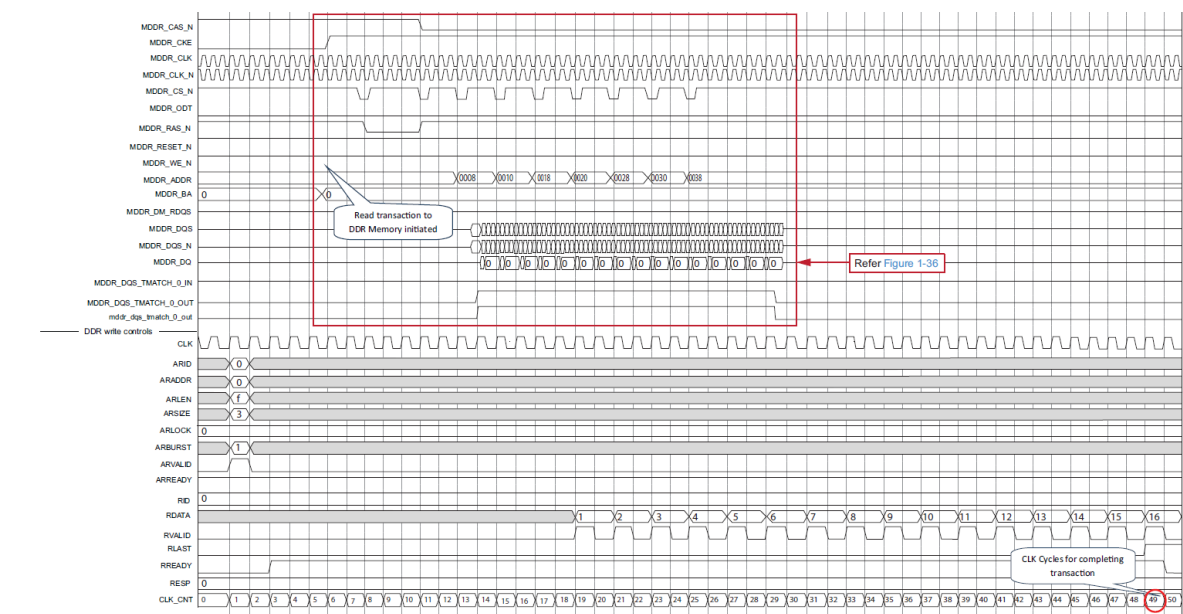 MDDR_CAS_N
MDDR_CKE
MDDR_CLK
MDDR_CLK_N
MDDR_CS_N
MDDR_ODT
MDDR_RAS_N
MDDR_RESET_N
MDDR_WE_N
MDDR_ADDR 0008 0010 0018 0020 0028 0030 0038
MDDR_BA 0 0
Read transaction to
DDR Memory initiated
MDDR_DM_RDQS
MDDR_DQS
MDDR_DQS_N
MDDR_DQ 0 0 0 0 0 0 0 0 0 0 0 0 0 0 0 0
Refer Figure 1-36
MDDR_DQS_TMATCH_0_IN
MDDR_DQS_TMATCH_0_OUT
mddr_dqs_tmatch_0_out
DDR write controls
CLK
ARID 0
ARADDR 0
ARLEN f
ARSIZE 3
ARLOCK 0
ARBURST 1
ARVALID
ARREADY
RID 0
RDATA 1 2 3 4 5 6 7 8 9 10 11 12 13 14 15 16
RVALID
RLAST
CLK Cycles for completing
transaction
RREADY
RESP 0
CLK_CNT 0 1 2 3 4 5 6 7 8 9 10 11 12 13 14 15 16 17 18 19 20 21 22 23 24 25 26 27 28 29 30 31 32 33 34 35 36 37 38 39 40 41 42 43 44 45 46 47 48 49 50